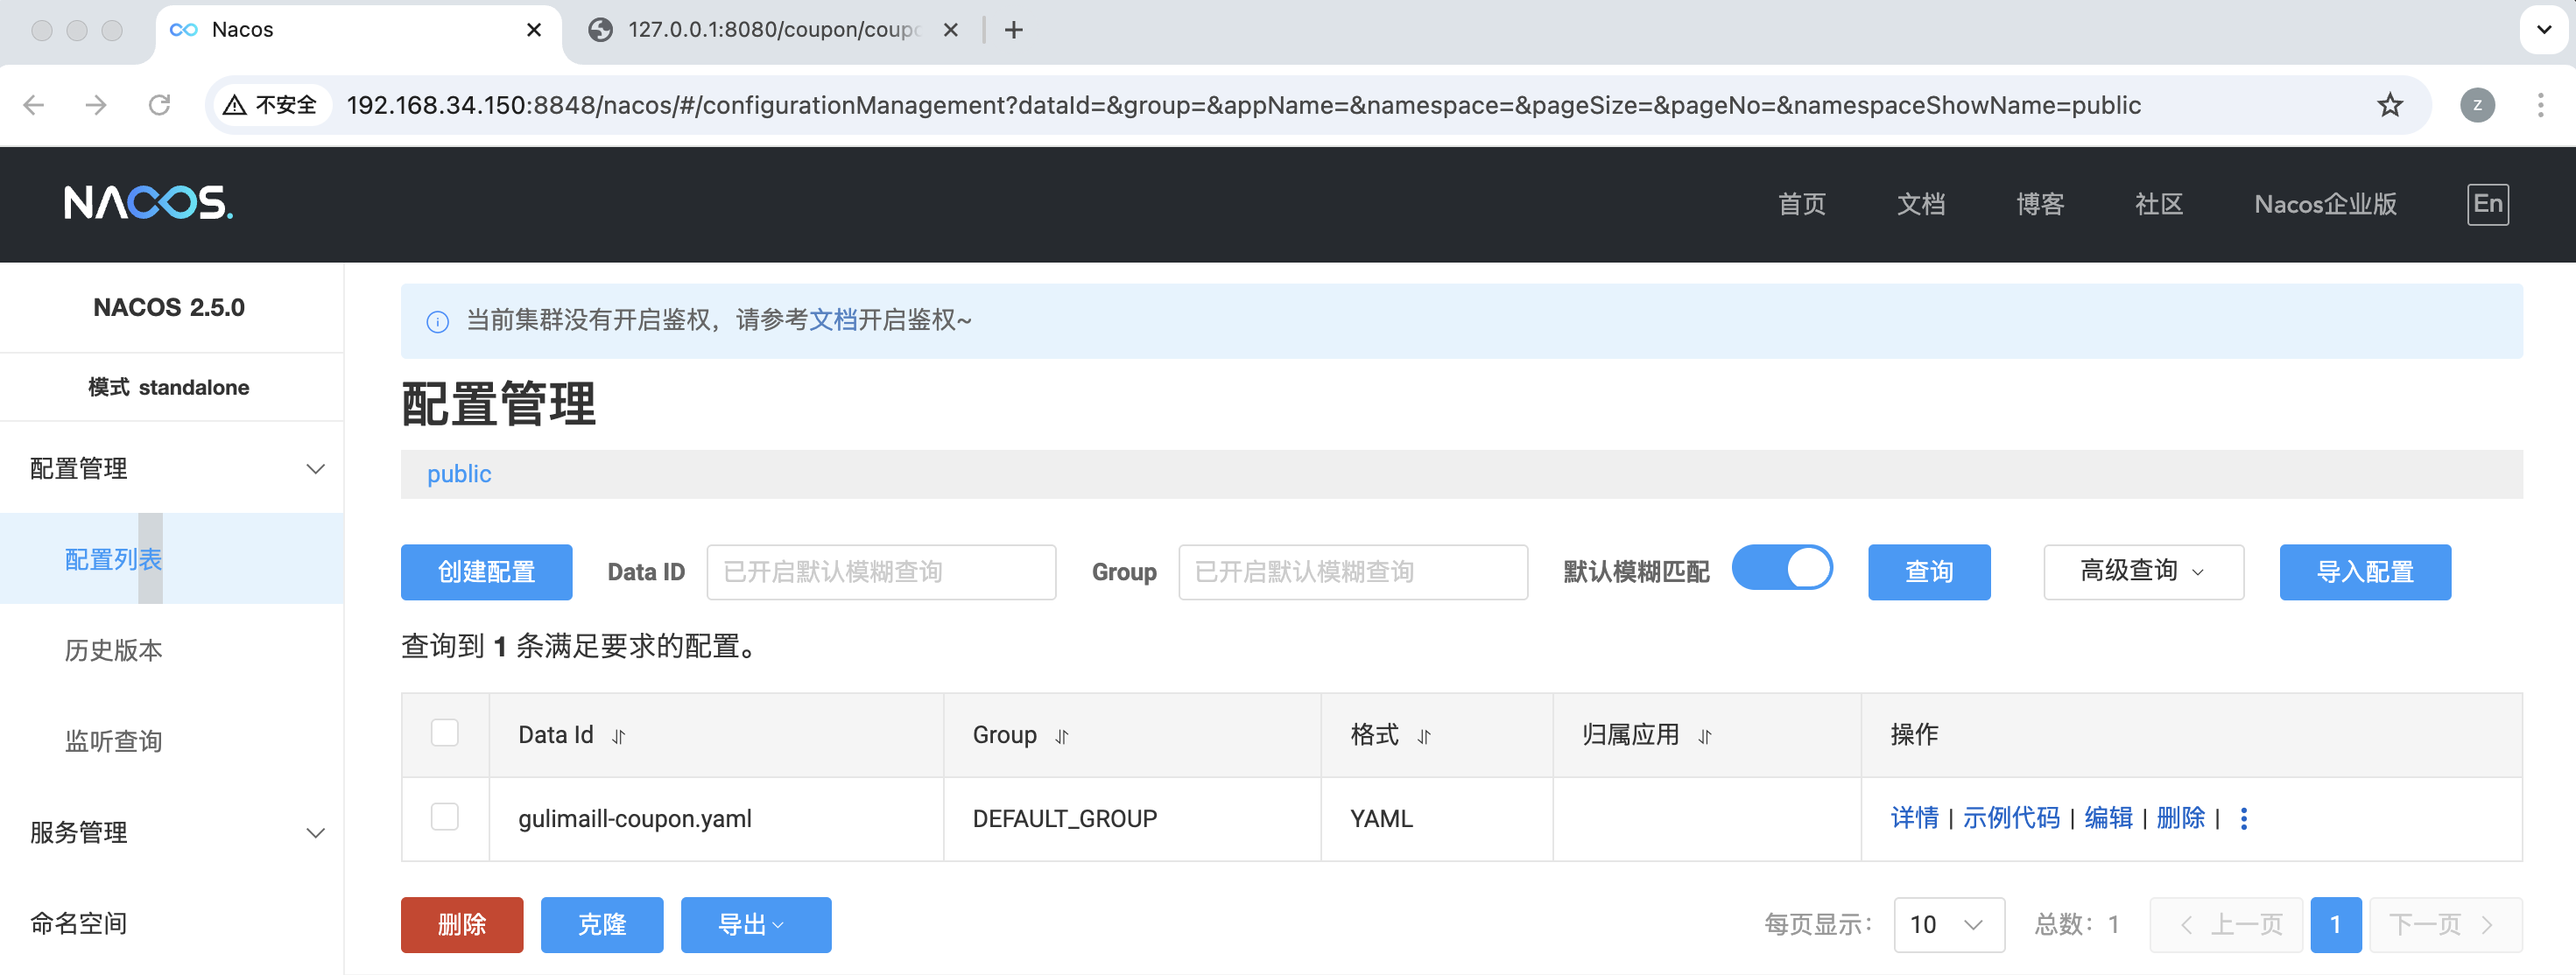 Nacos
127.0.0.1:8080/coupon/coup
不安全
192.168.34.150:8848/nacos/#/configurationManagement?dataId=&group=&appName=&namespace=&pageSize=&pageNo=&namespaceShowName=public
z
NACOS.
首页
文档
博客
社区
Nacos企业版
En
NACOS 2.5.0
模式 standalone
配置管理
配置列表
历史版本
监听查询
服务管理
命名空间
当前集群没有开启鉴权，请参考文档开启鉴权~
配置管理
public
创建配置 Data ID 已开启默认模糊查询 Group 已开启默认模糊查询 默认模糊匹配 查询 高级查询 导入配置
查询到 1 条满足要求的配置。
Data Id Group 格式 归属应用 操作
gulimaill-coupon.yaml DEFAULT_GROUP YAML 详情 | 示例代码 | 编辑 | 删除 |
删除 克隆 导出 每页显示： 10 总数：1 上一页 1 下一页